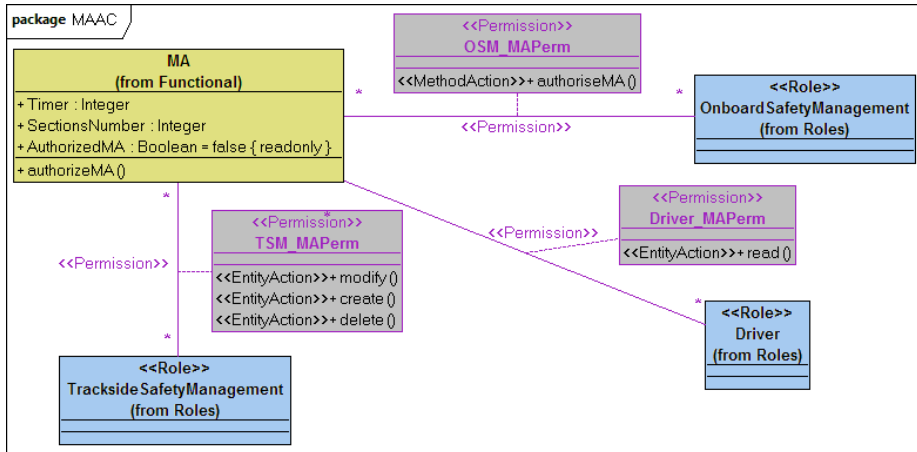 package MAAC
<<Permission>>
OSM_MAPerm
<<MethodAction>>+ authoriseMA()
MA
(from Functional)
+ Timer : Integer
+ SectionsNumber : Integer
+ AuthorizedMA : Boolean = false { readonly }
+ authorizeMA()
*
*
<<Permission>>
<<Role>>
OnboardSafetyManagement
(from Roles)
*
*
<<Permission>>
TSM_MAPerm
<<EntityAction>>+ modify()
<<EntityAction>>+ create()
<<EntityAction>>+ delete()
<<Permission>>
<<Permission>>
<<Permission>>
Driver_MAPerm
<<EntityAction>>+ read()
*
*
<<Role>>
Driver
(from Roles)
<<Role>>
TracksideSafetyManagement
(from Roles)